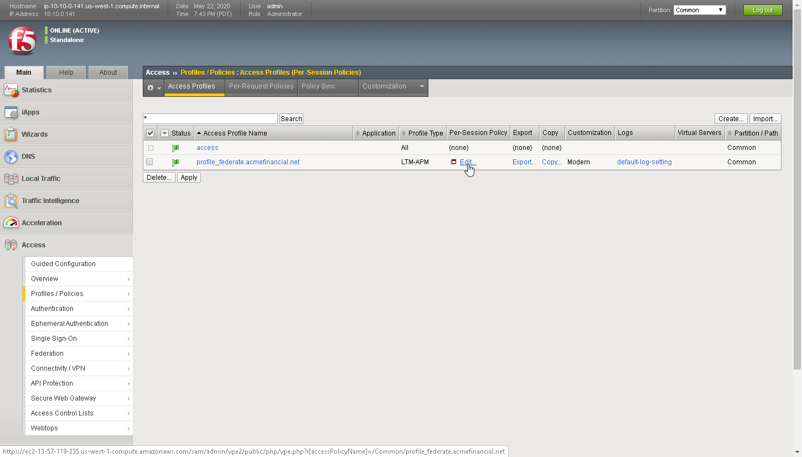 Hostname ip-10-10-0-141.us-west-1.compute.internal Date May 22, 2020 User admin
IP Address 10.10.0.141 Time 7:43 PM (PDT) Role Administrator
Partition: Common Log out
f5
ONLINE (ACTIVE)
Standalone
Main Help About
Access » Profiles / Policies : Access Profiles (Per-Session Policies)
Access Profiles Per-Request Policies Policy Sync Customization
Statistics
iApps
Wizards
DNS
Local Traffic
Traffic Intelligence
Acceleration
Access
Guided Configuration
Overview
Profiles / Policies
Authentication
Ephemeral Authentication
Single Sign-On
Federation
Connectivity / VPN
API Protection
Secure Web Gateway
Access Control Lists
Webtops
* Search Create... Import...
Status Access Profile Name Application Profile Type Per-Session Policy Export Copy Customization Logs Virtual Servers Partition / Path
access All (none) (none) (none) Common
profile_federate.acmefinancial.net LTM-APM Edit... Export... Copy... Modern default-log-setting Common
Delete... Apply
https://ec2-13-57-119-235.us-west-1.compute.amazonaws.com/sam/admin/vpe2/public/php/vpe.php?r[accessPolicyName]=/Common/profile_federate.acmefinancial.net